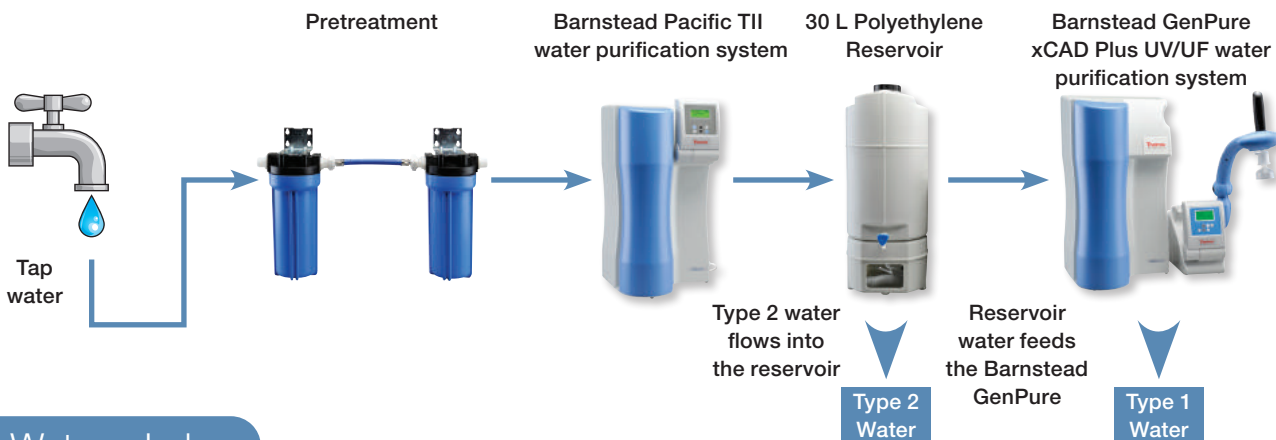 Pretreatment
Barnstead Pacific TII
water purification system
30 L Polyethylene
Reservoir
Barnstead GenPure
xCAD Plus UV/UF water
purification system
Tap
water
Type 2 water
flows into
the reservoir
Reservoir
water feeds
the Barnstead
GenPure
Type 2
Water
Type 1
Water